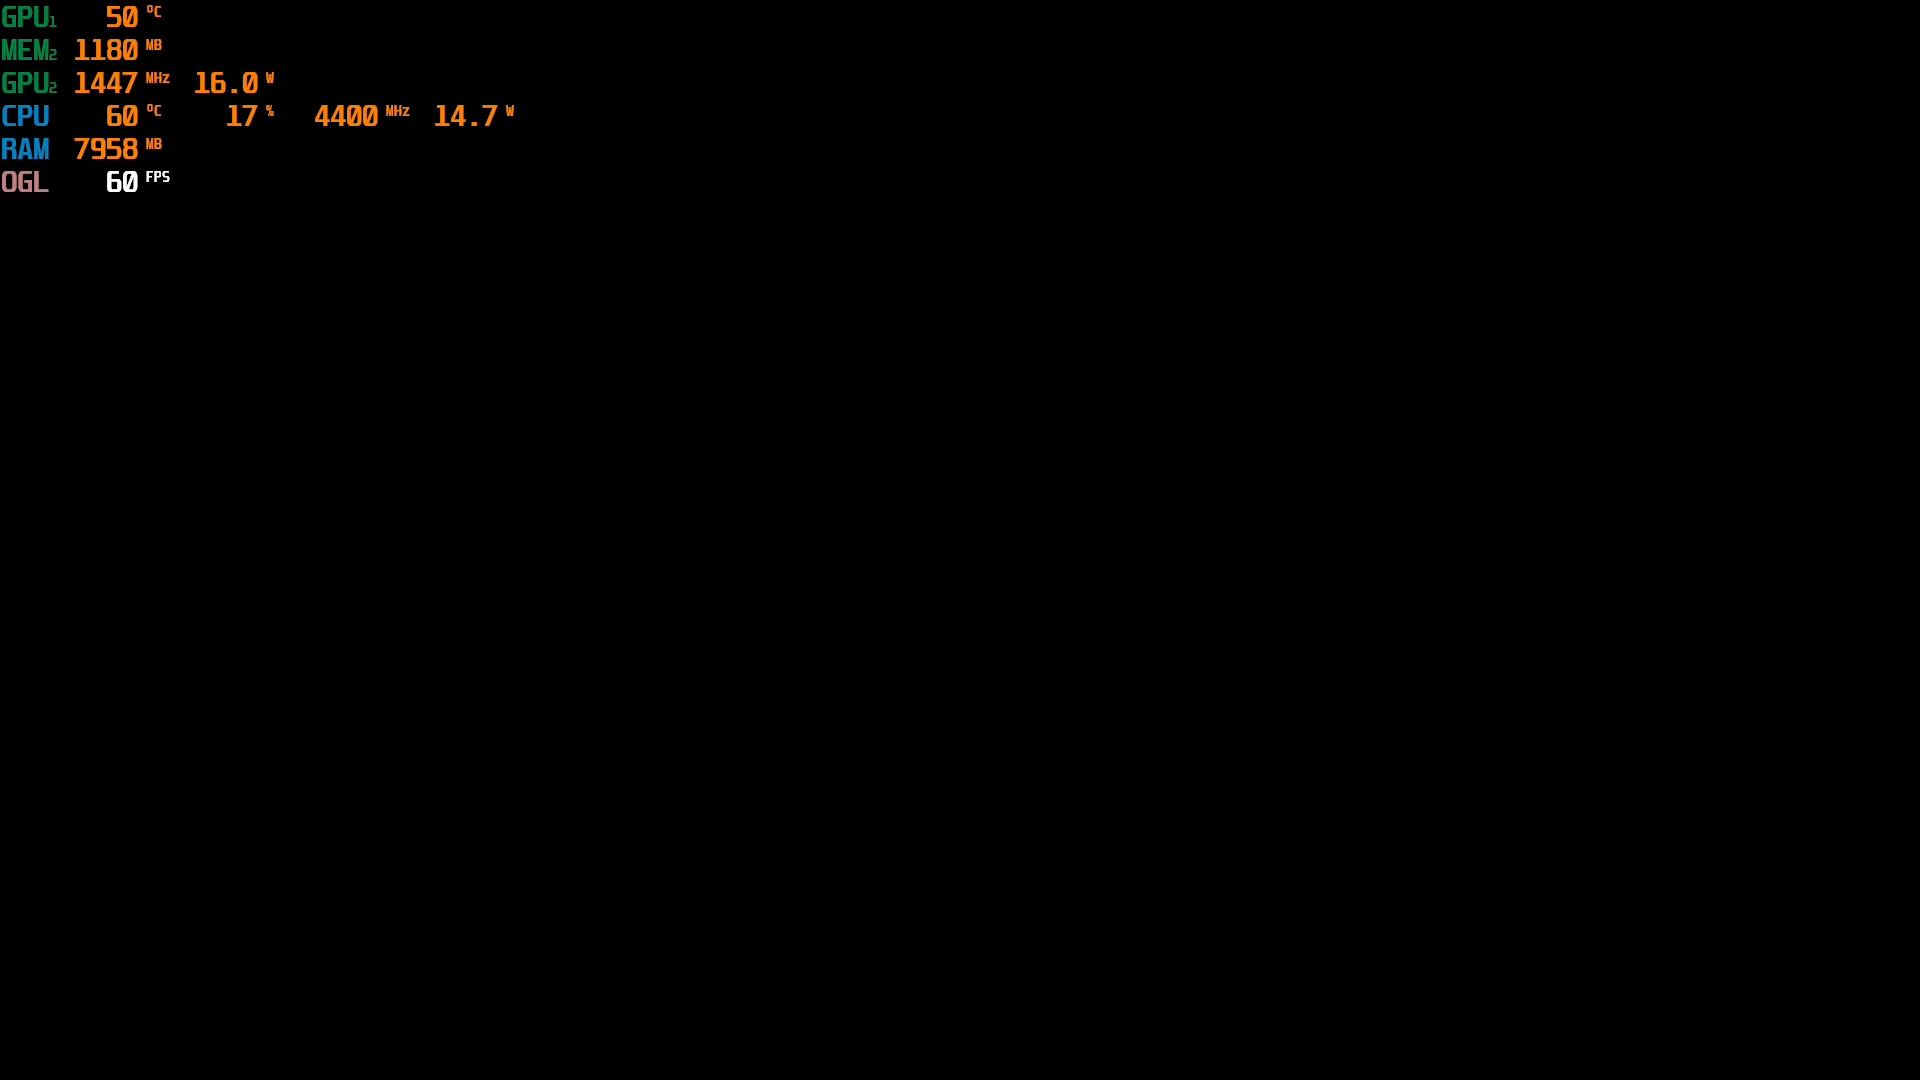 GPU1 50 °C
MEM2 1180 MB
GPU2 1447 MHz 16.0 W
CPU 60 °C 17 % 4400 MHz 14.7 W
RAM 7958 MB
OGL 60 FPS